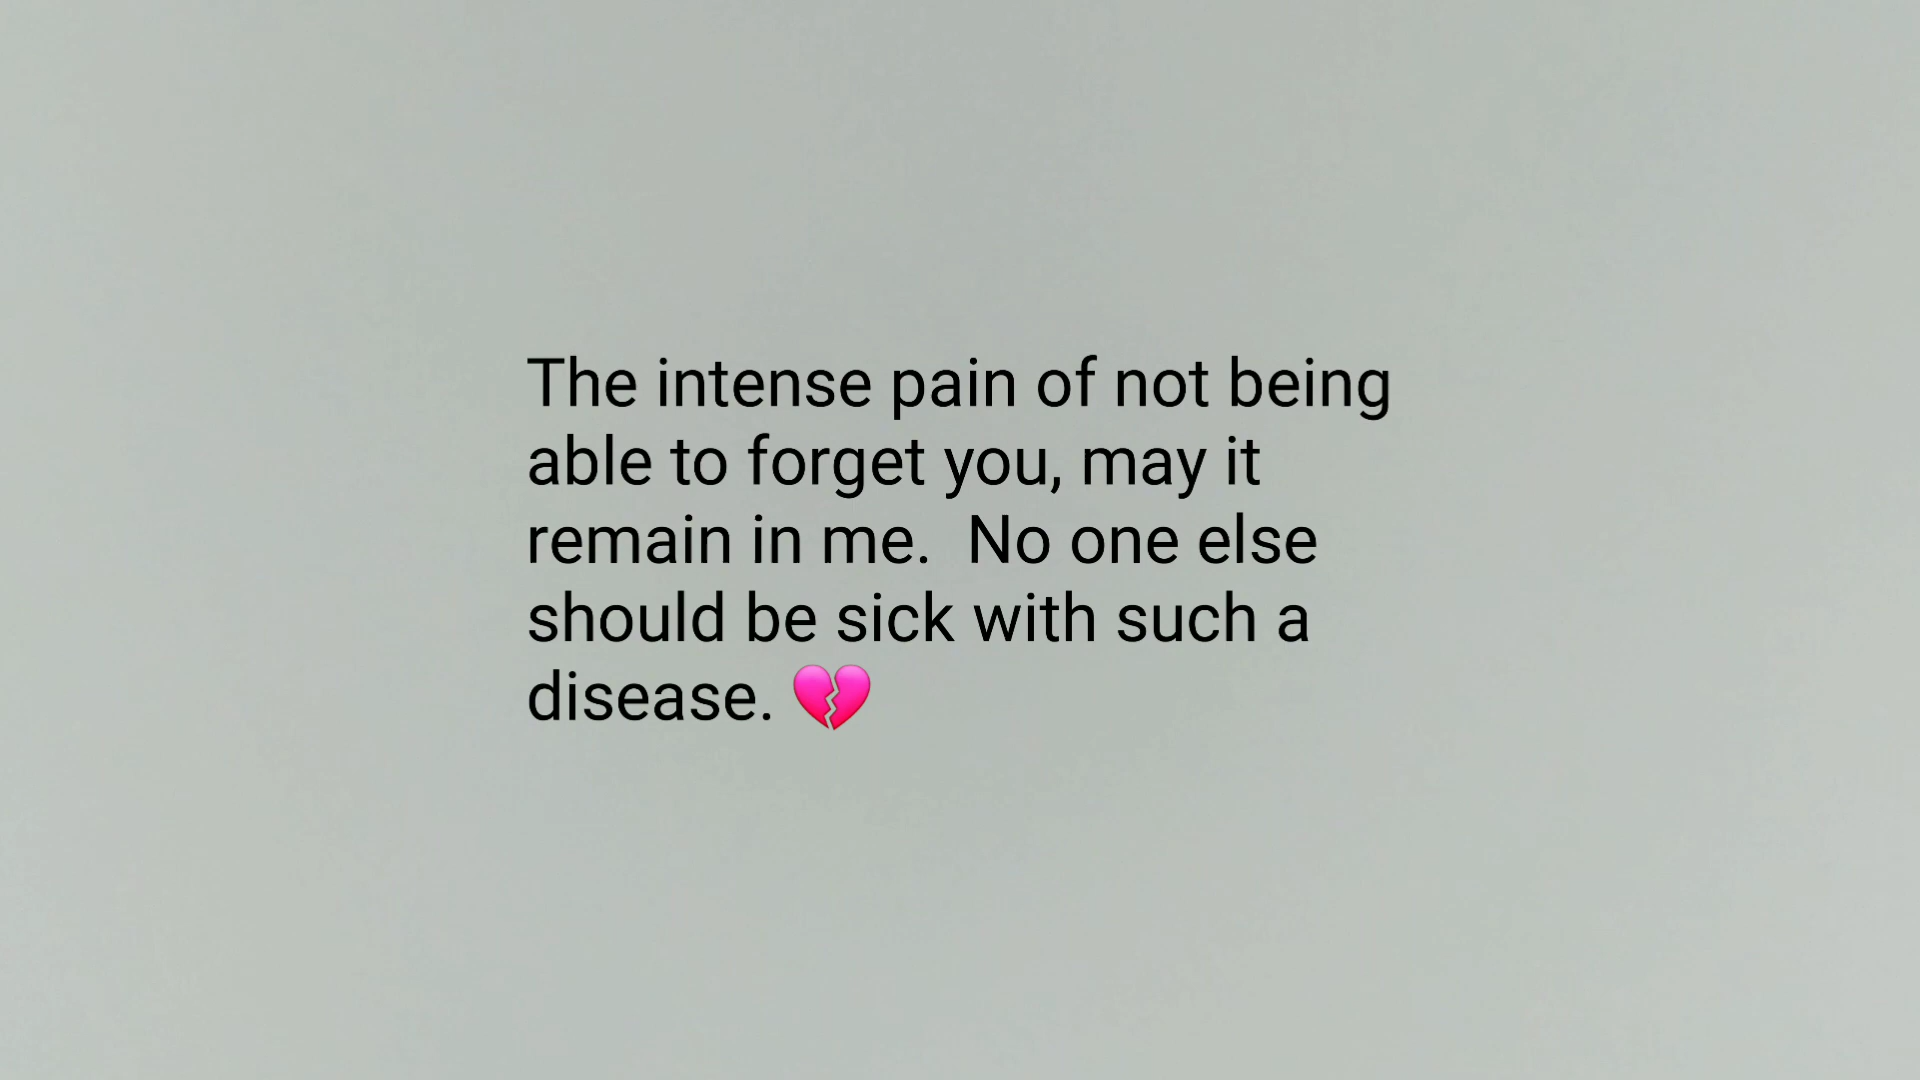 The intense pain of not being
able to forget you, may it
remain in me.  No one else
should be sick with such a
disease. 💔